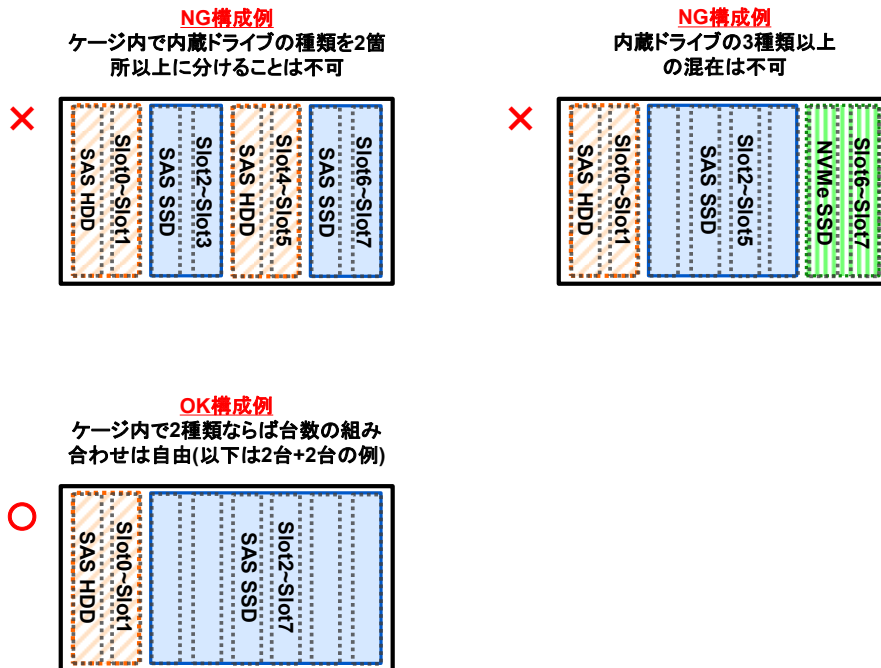 NG構成例
ケージ内で内蔵ドライブの種類を2箇
所以上に分けることは不可
×
Slot0~Slot1
SAS HDD
Slot2~Slot3
SAS SSD
Slot4~Slot5
SAS HDD
Slot6~Slot7
SAS SSD
NG構成例
内蔵ドライブの3種類以上
の混在は不可
×
Slot0~Slot1
SAS HDD
Slot2~Slot5
SAS SSD
Slot6~Slot7
NVMe SSD
OK構成例
ケージ内で2種類ならば台数の組み
合わせは自由(以下は2台+2台の例)
○
Slot0~Slot1
SAS HDD
Slot2~Slot7
SAS SSD